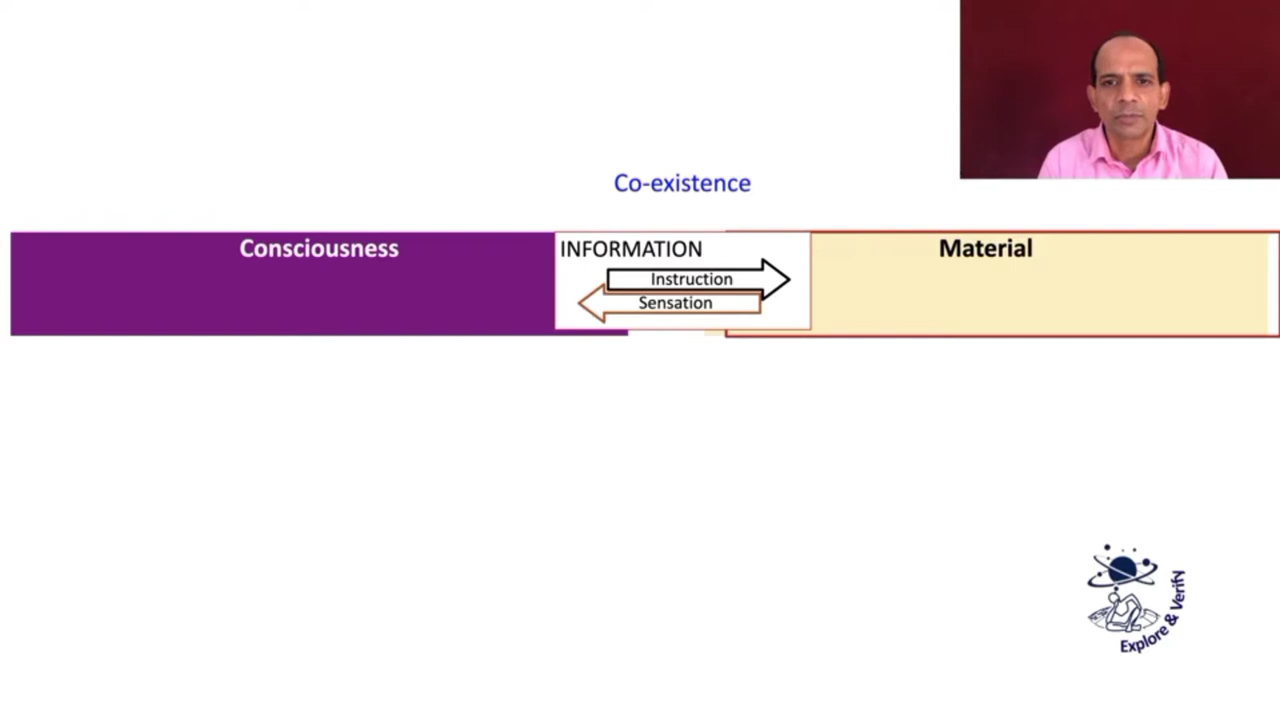 Co-existence
Consciousness
INFORMATION
Material
Instruction
Sensation
Explore & Verify